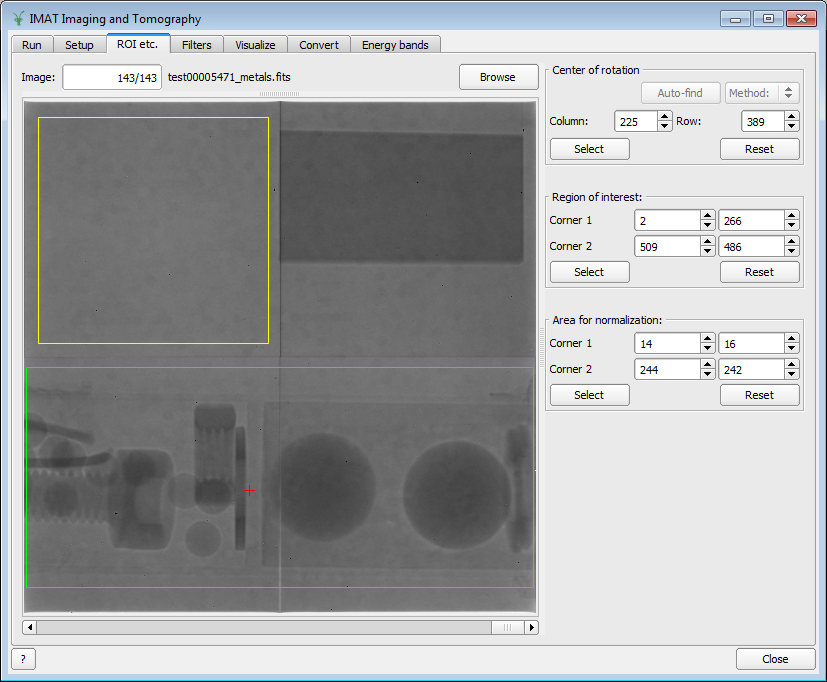 IMAT Imaging and Tomography
Run Setup ROI etc. Filters Visualize Convert Energy bands
Image: 143/143 test00005471_metals.fits Browse
Center of rotation
Auto-find Method:
Column: 225 Row: 389
Select Reset
Region of interest:
Corner 1 2 266
Corner 2 509 486
Select Reset
Area for normalization:
Corner 1 14 16
Corner 2 244 242
Select Reset
? Close